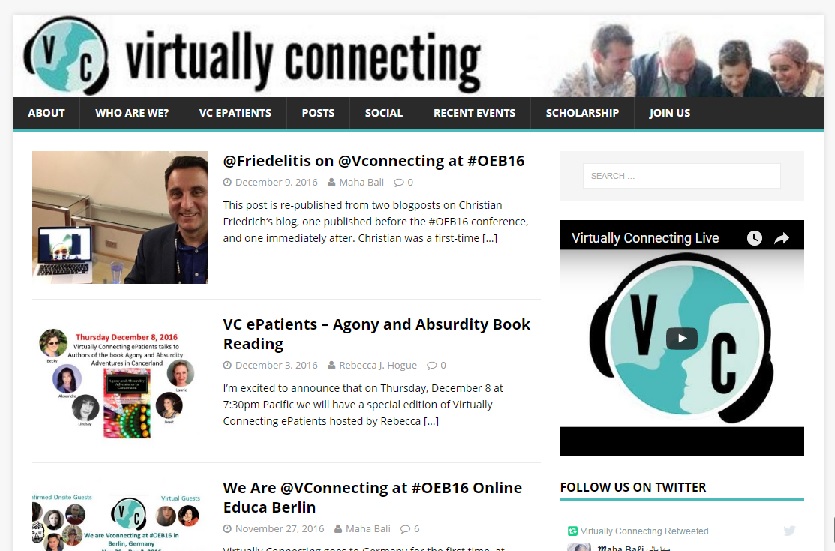 V C virtually connecting
ABOUT WHO ARE WE? VC EPATIENTS POSTS SOCIAL RECENT EVENTS SCHOLARSHIP JOIN US
@Friedelitis on @Vconnecting at #OEB16
December 9, 2016 Maha Bali 0
This post is re-published from two blogposts on Christian
Friedrich's blog, one published before the #OEB16 conference,
and one immediately after. Christian was a first-time [...]
Thursday December 8, 2016
Virtually Connecting ePatients talks to
Authors of the book Agony and Absurdity
Adventures in Cancerland
VC ePatients – Agony and Absurdity Book
Reading
December 3, 2016 Rebecca J. Hogue 0
I'm excited to announce that on Thursday, December 8 at
7:30pm Pacific we will have a special edition of Virtually
Connecting ePatients hosted by Rebecca [...]
Onsite Guests Virtual Guests
We are Vconnecting at #OEB16 in
Berlin, Germany
We Are @VConnecting at #OEB16 Online
Educa Berlin
November 27, 2016 Maha Bali 6
Virtually Connecting goes to Germany for the first time, at
SEARCH ...
Virtually Connecting Live
V C
FOLLOW US ON TWITTER
Virtually Connecting Retweeted
Maha Bali